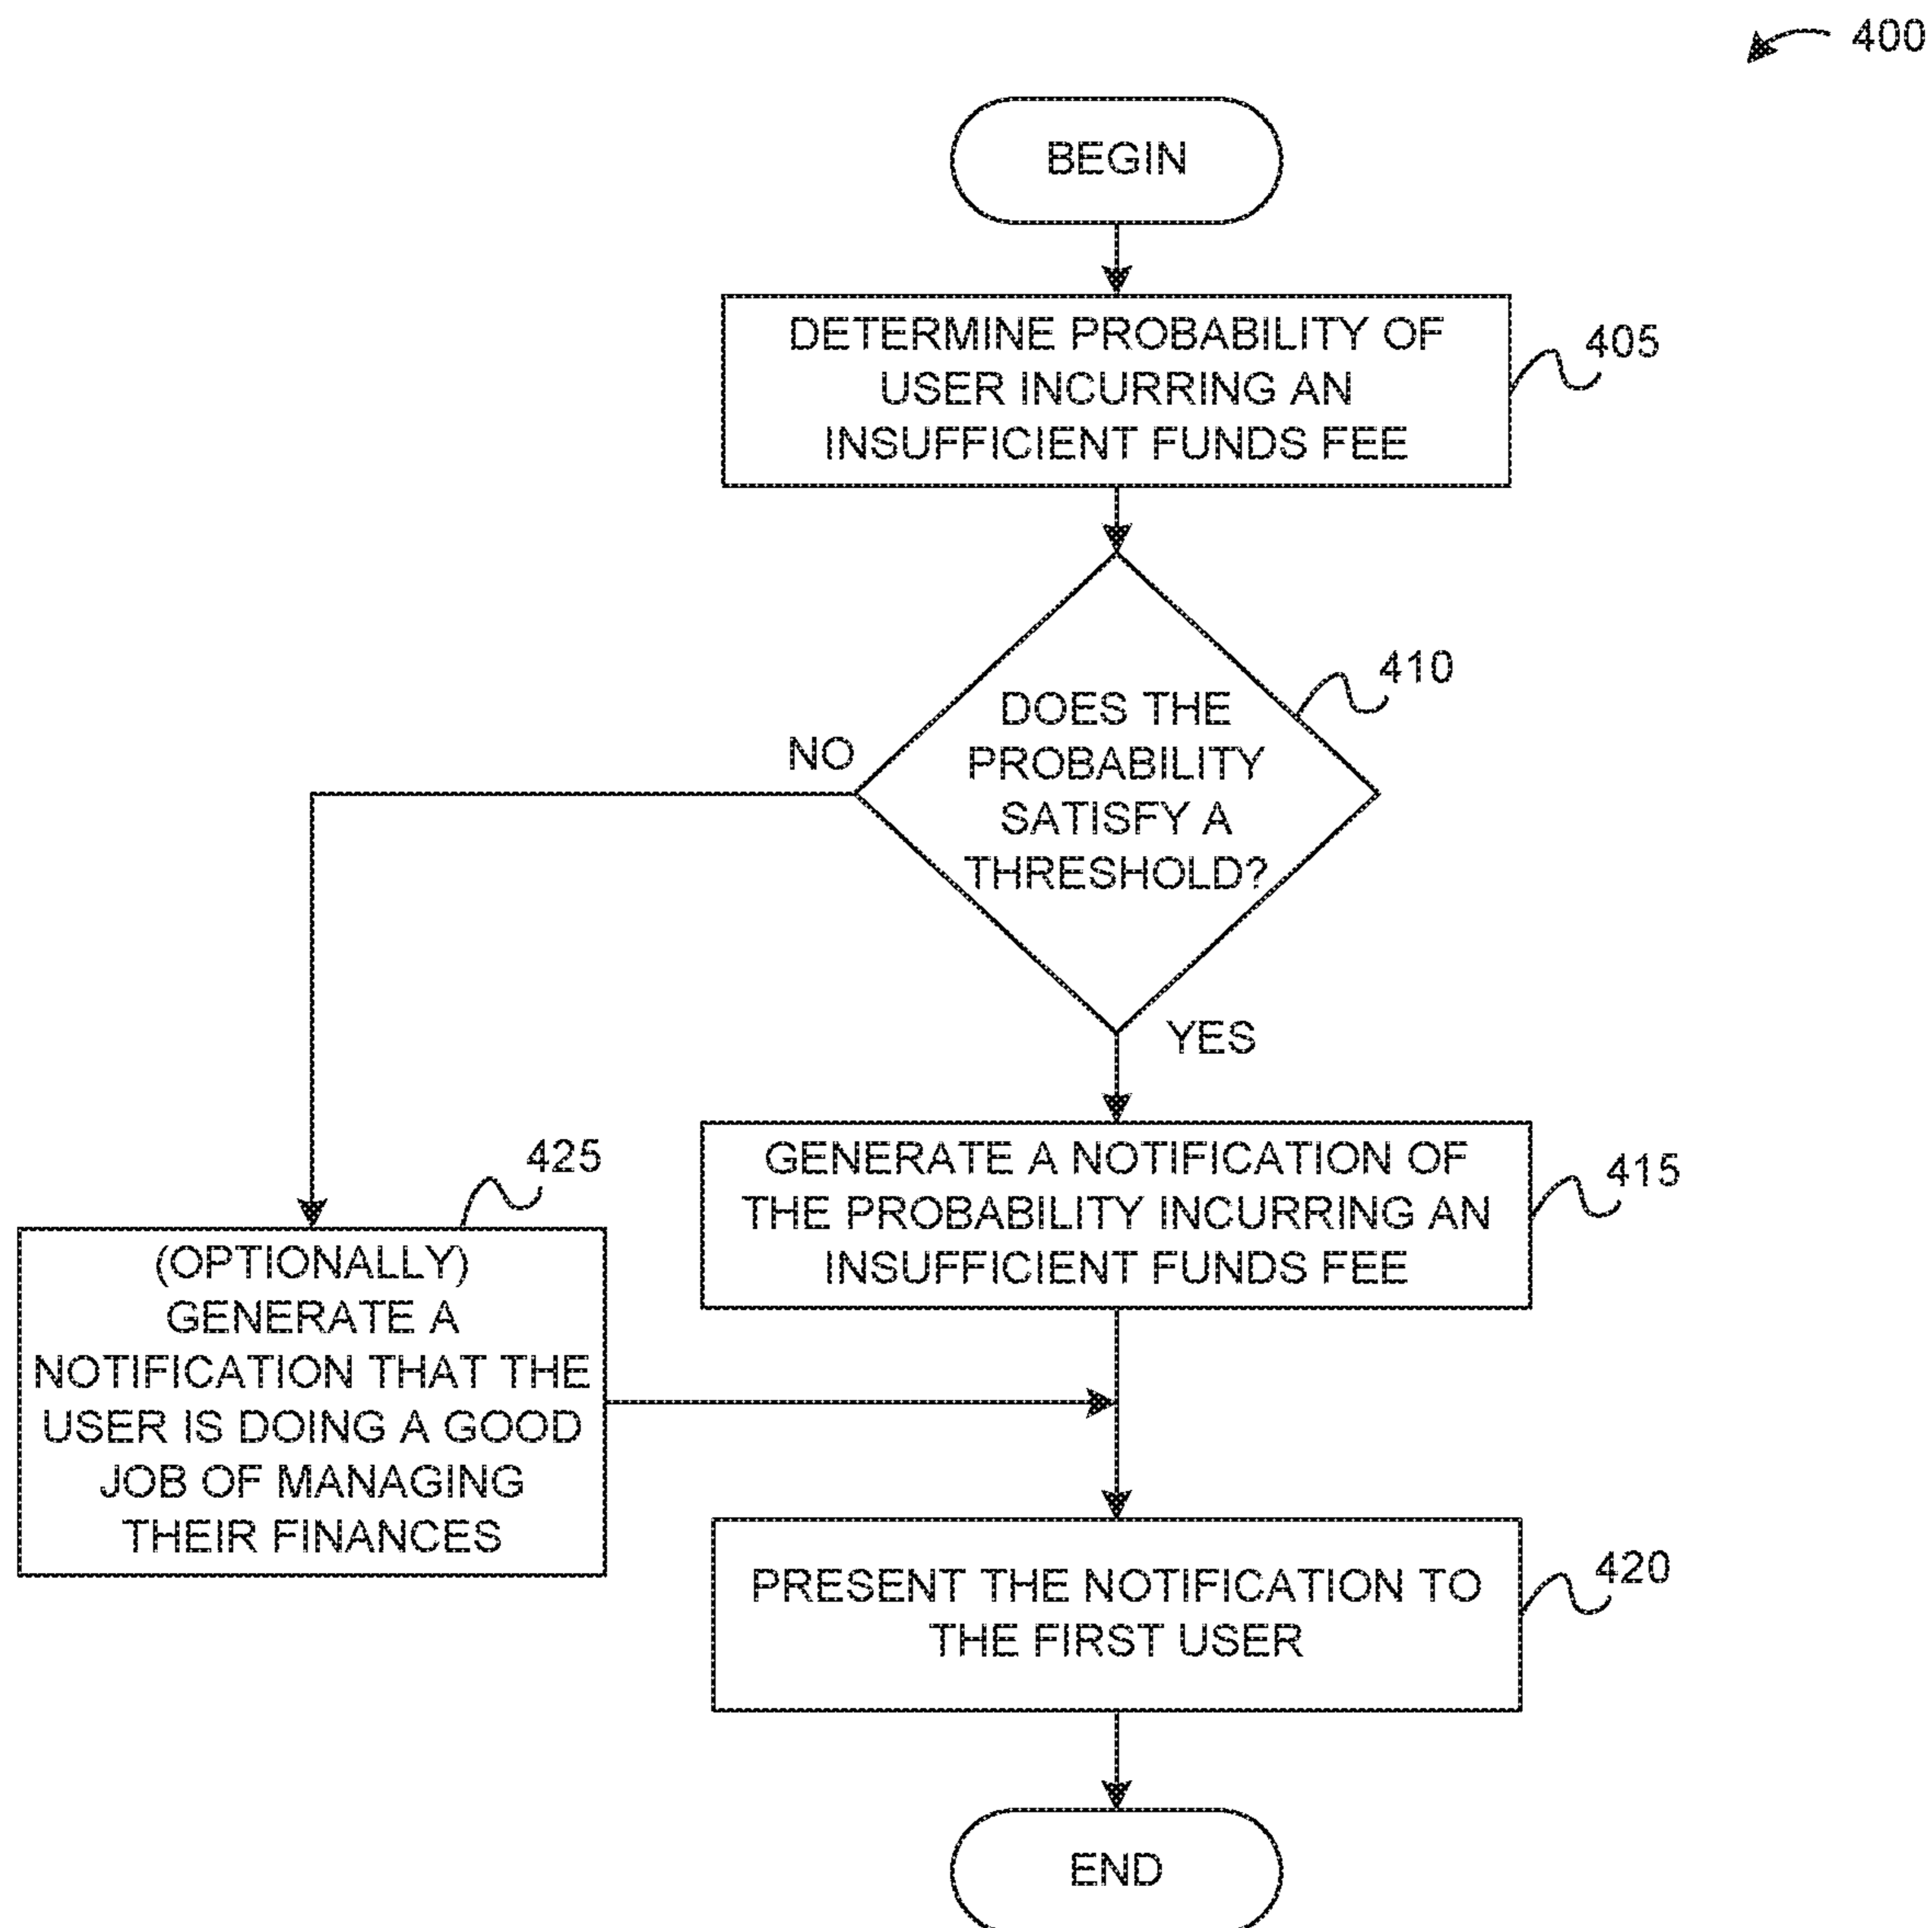 400
BEGIN
DETERMINE PROBABILITY OF
USER INCURRING AN
INSUFFICIENT FUNDS FEE
405
DOES THE
PROBABILITY
SATISFY A
THRESHOLD?
410
NO
YES
GENERATE A NOTIFICATION OF
THE PROBABILITY INCURRING AN
INSUFFICIENT FUNDS FEE
415
425
(OPTIONALLY)
GENERATE A
NOTIFICATION THAT THE
USER IS DOING A GOOD
JOB OF MANAGING
THEIR FINANCES
PRESENT THE NOTIFICATION TO
THE FIRST USER
420
END